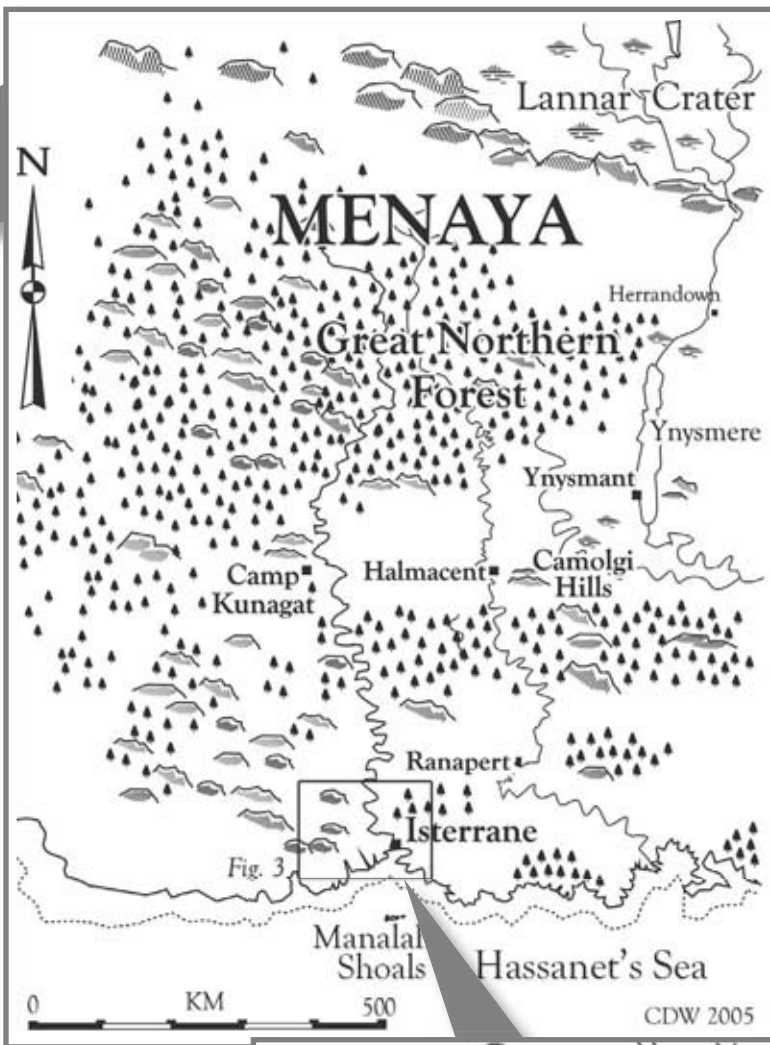 Lannar Crater
N
MENAYA
Herrandown
Great Northern
Forest
Ynysmere
Ynysmant
Camp
Kunagat
Halmacent
Camolgi
Hills
Ranapert
Isterrane
Fig. 3
Manalah
Shoals
Hassanet's Sea
0 KM 500
CDW 2005